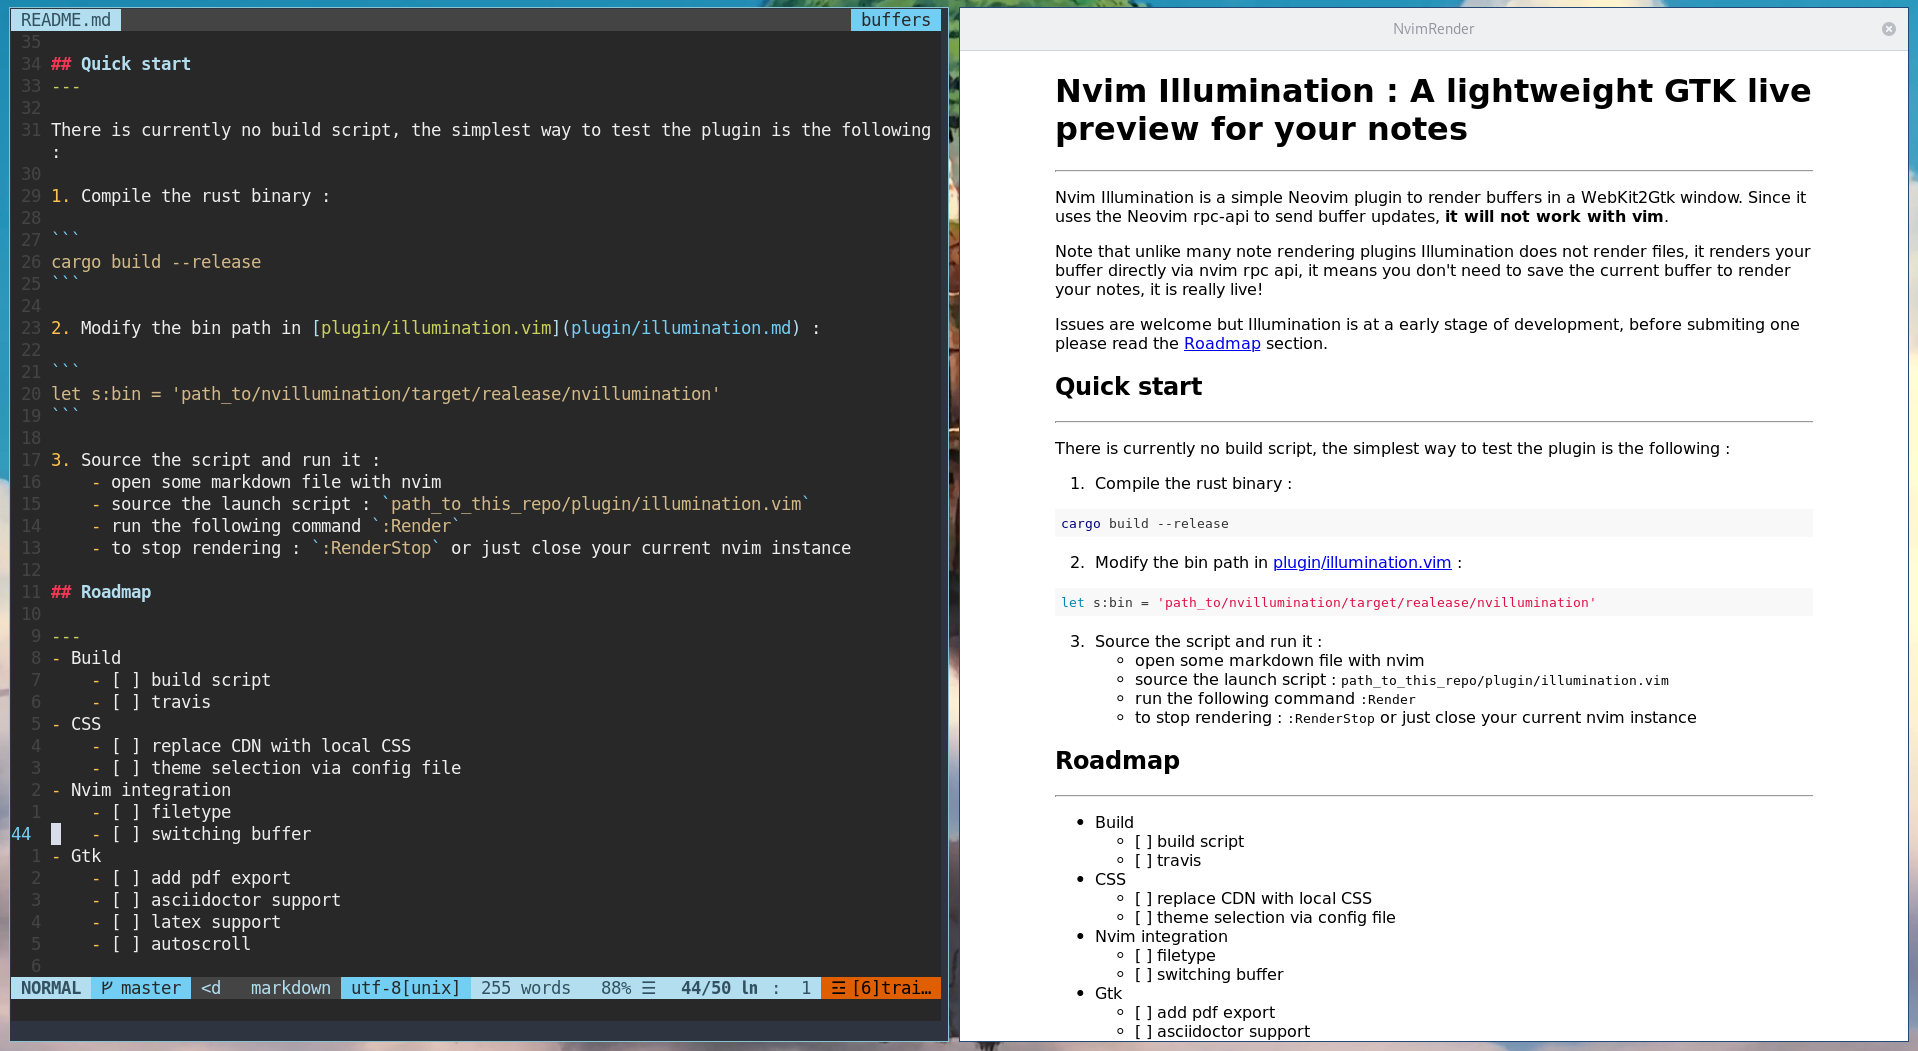 README.md buffers
35
34 ## Quick start
33 ---
32
31 There is currently no build script, the simplest way to test the plugin is the following
:
30
29 1. Compile the rust binary :
28
27 ```
26 cargo build --release
25 ```
24
23 2. Modify the bin path in [plugin/illumination.vim](plugin/illumination.md) :
22
21 ```
20 let s:bin = 'path_to/nvillumination/target/realease/nvillumination'
19 ```
18
17 3. Source the script and run it :
16 - open some markdown file with nvim
15 - source the launch script : `path_to_this_repo/plugin/illumination.vim`
14 - run the following command `:Render`
13 - to stop rendering : `:RenderStop` or just close your current nvim instance
12
11 ## Roadmap
10
9 ---
8 - Build
7 - [ ] build script
6 - [ ] travis
5 - CSS
4 - [ ] replace CDN with local CSS
3 - [ ] theme selection via config file
2 - Nvim integration
1 - [ ] filetype
44 - [ ] switching buffer
1 - Gtk
2 - [ ] add pdf export
3 - [ ] asciidoctor support
4 - [ ] latex support
5 - [ ] autoscroll
6
NORMAL master <d markdown utf-8[unix] 255 words 88% ☰ 44/50 ln : 1 ☲ [6]trai…
NvimRender
Nvim Illumination : A lightweight GTK live
preview for your notes
Nvim Illumination is a simple Neovim plugin to render buffers in a WebKit2Gtk window. Since it
uses the Neovim rpc-api to send buffer updates, it will not work with vim.
Note that unlike many note rendering plugins Illumination does not render files, it renders your
buffer directly via nvim rpc api, it means you don't need to save the current buffer to render
your notes, it is really live!
Issues are welcome but Illumination is at a early stage of development, before submiting one
please read the Roadmap section.
Quick start
There is currently no build script, the simplest way to test the plugin is the following :
1. Compile the rust binary :
cargo build --release
2. Modify the bin path in plugin/illumination.vim :
let s:bin = 'path_to/nvillumination/target/realease/nvillumination'
3. Source the script and run it :
◦ open some markdown file with nvim
◦ source the launch script : path_to_this_repo/plugin/illumination.vim
◦ run the following command :Render
◦ to stop rendering : :RenderStop or just close your current nvim instance
Roadmap
• Build
◦ [ ] build script
◦ [ ] travis
• CSS
◦ [ ] replace CDN with local CSS
◦ [ ] theme selection via config file
• Nvim integration
◦ [ ] filetype
◦ [ ] switching buffer
• Gtk
◦ [ ] add pdf export
◦ [ ] asciidoctor support